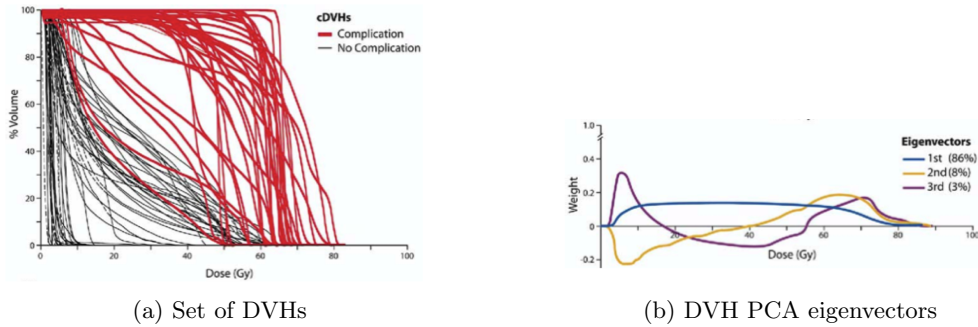 cDVHs
Complication
No Complication
% Volume
100
80
60
40
20
0
0 10 20 40 60 80 100
Dose (Gy)
(a) Set of DVHs
Eigenvectors
1st (86%)
2nd (8%)
3rd (3%)
Weight
1.0
0.4
0.2
0
-0.2
20 40 60 80 100
Dose (Gy)
(b) DVH PCA eigenvectors